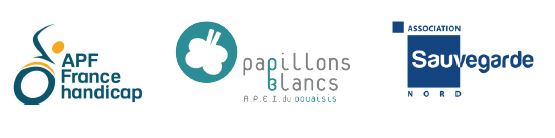 APF
France
handicap
papillons
Blancs
A.P.E.I. du DOUAISIS
ASSOCIATION
Sauvegarde
NORD